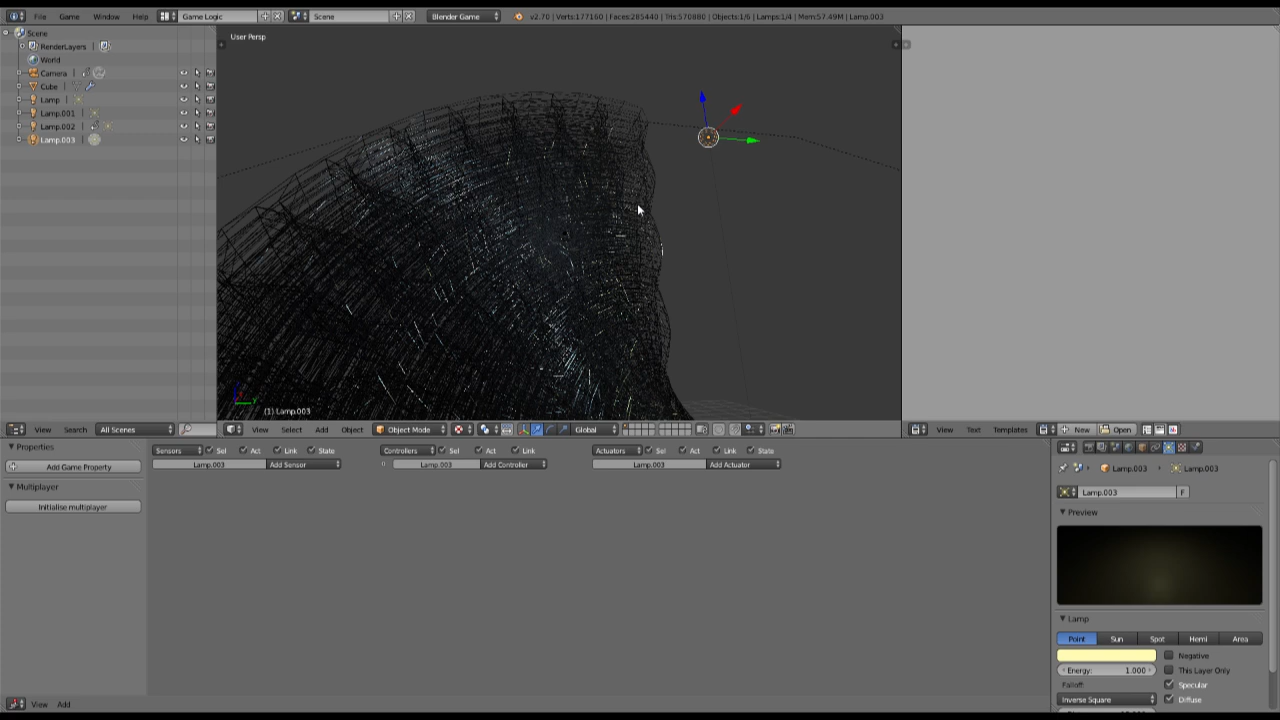 File Game Window Help Game Logic Scene Blender Game v2.70 | Verts:177160 | Faces:285440 | Tris:570880 | Objects:1/6 | Lamps:1/4 | Mem:57.49M | Lamp.003
Scene
RenderLayers
World
Camera
Cube
Lamp
Lamp.001
Lamp.002
Lamp.003
User Persp
(1) Lamp.003
View Search All Scenes
View Select Add Object Object Mode Global
View Text Templates New Open
Properties
Add Game Property
Multiplayer
Initialise multiplayer
Sensors Sel Act Link State
Lamp.003 Add Sensor
Controllers Sel Act Link
0 Lamp.003 Add Controller
Actuators Sel Act Link State
Lamp.003 Add Actuator
Lamp.003 Lamp.003
Lamp.003 F
Preview
Lamp
Point Sun Spot Hemi Area
Negative
Energy: 1.000 This Layer Only
Falloff: Specular
Inverse Square Diffuse
View Add